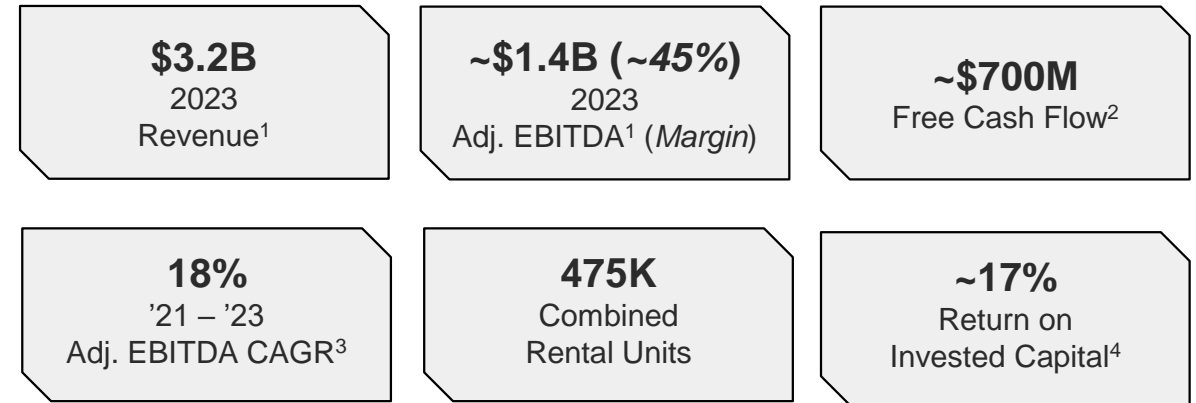 $3.2B
2023
Revenue¹
~$1.4B (~45%)
2023
Adj. EBITDA¹ (Margin)
~$700M
Free Cash Flow²
18%
’21 – ’23
Adj. EBITDA CAGR³
475K
Combined
Rental Units
~17%
Return on
Invested Capital⁴